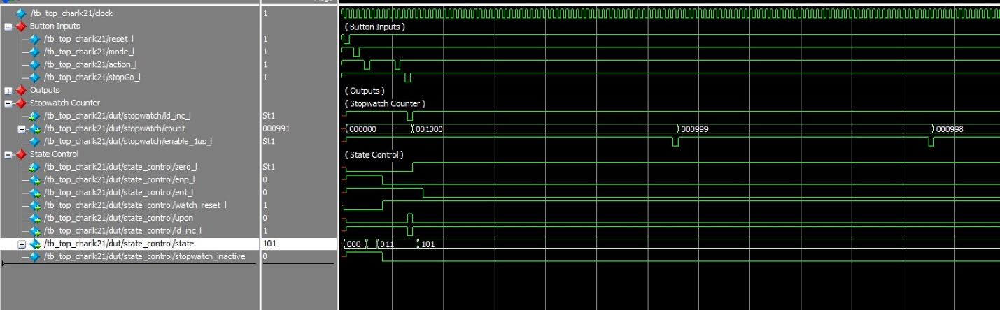 /tb_top_charlk21/clock 1
Button Inputs ( Button Inputs )
/tb_top_charlk21/reset_l 1
/tb_top_charlk21/mode_l 1
/tb_top_charlk21/action_l 1
/tb_top_charlk21/stopGo_l 1
Outputs ( Outputs )
Stopwatch Counter ( Stopwatch Counter )
/tb_top_charlk21/dut/stopwatch/ld_inc_l St1
/tb_top_charlk21/dut/stopwatch/count 000991 000000 001000 000999 000998
/tb_top_charlk21/dut/stopwatch/enable_1us_l St1
State Control ( State Control )
/tb_top_charlk21/dut/state_control/zero_l St1
/tb_top_charlk21/dut/state_control/enp_l 0
/tb_top_charlk21/dut/state_control/ent_l 0
/tb_top_charlk21/dut/state_control/watch_reset_l 1
/tb_top_charlk21/dut/state_control/updn 0
/tb_top_charlk21/dut/state_control/ld_inc_l 1
/tb_top_charlk21/dut/state_control/state 101 000 011 101
/tb_top_charlk21/dut/state_control/stopwatch_inactive 0